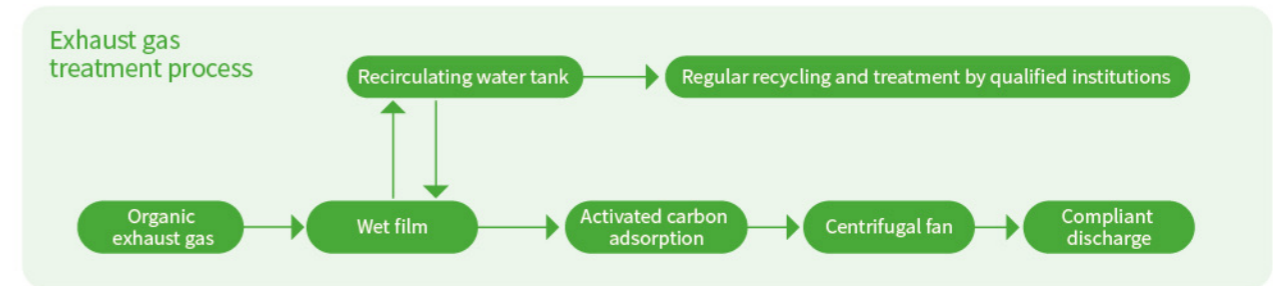 Exhaust gas
treatment process
Recirculating water tank
Regular recycling and treatment by qualified institutions
Organic
exhaust gas
Wet film
Activated carbon
adsorption
Centrifugal fan
Compliant
discharge